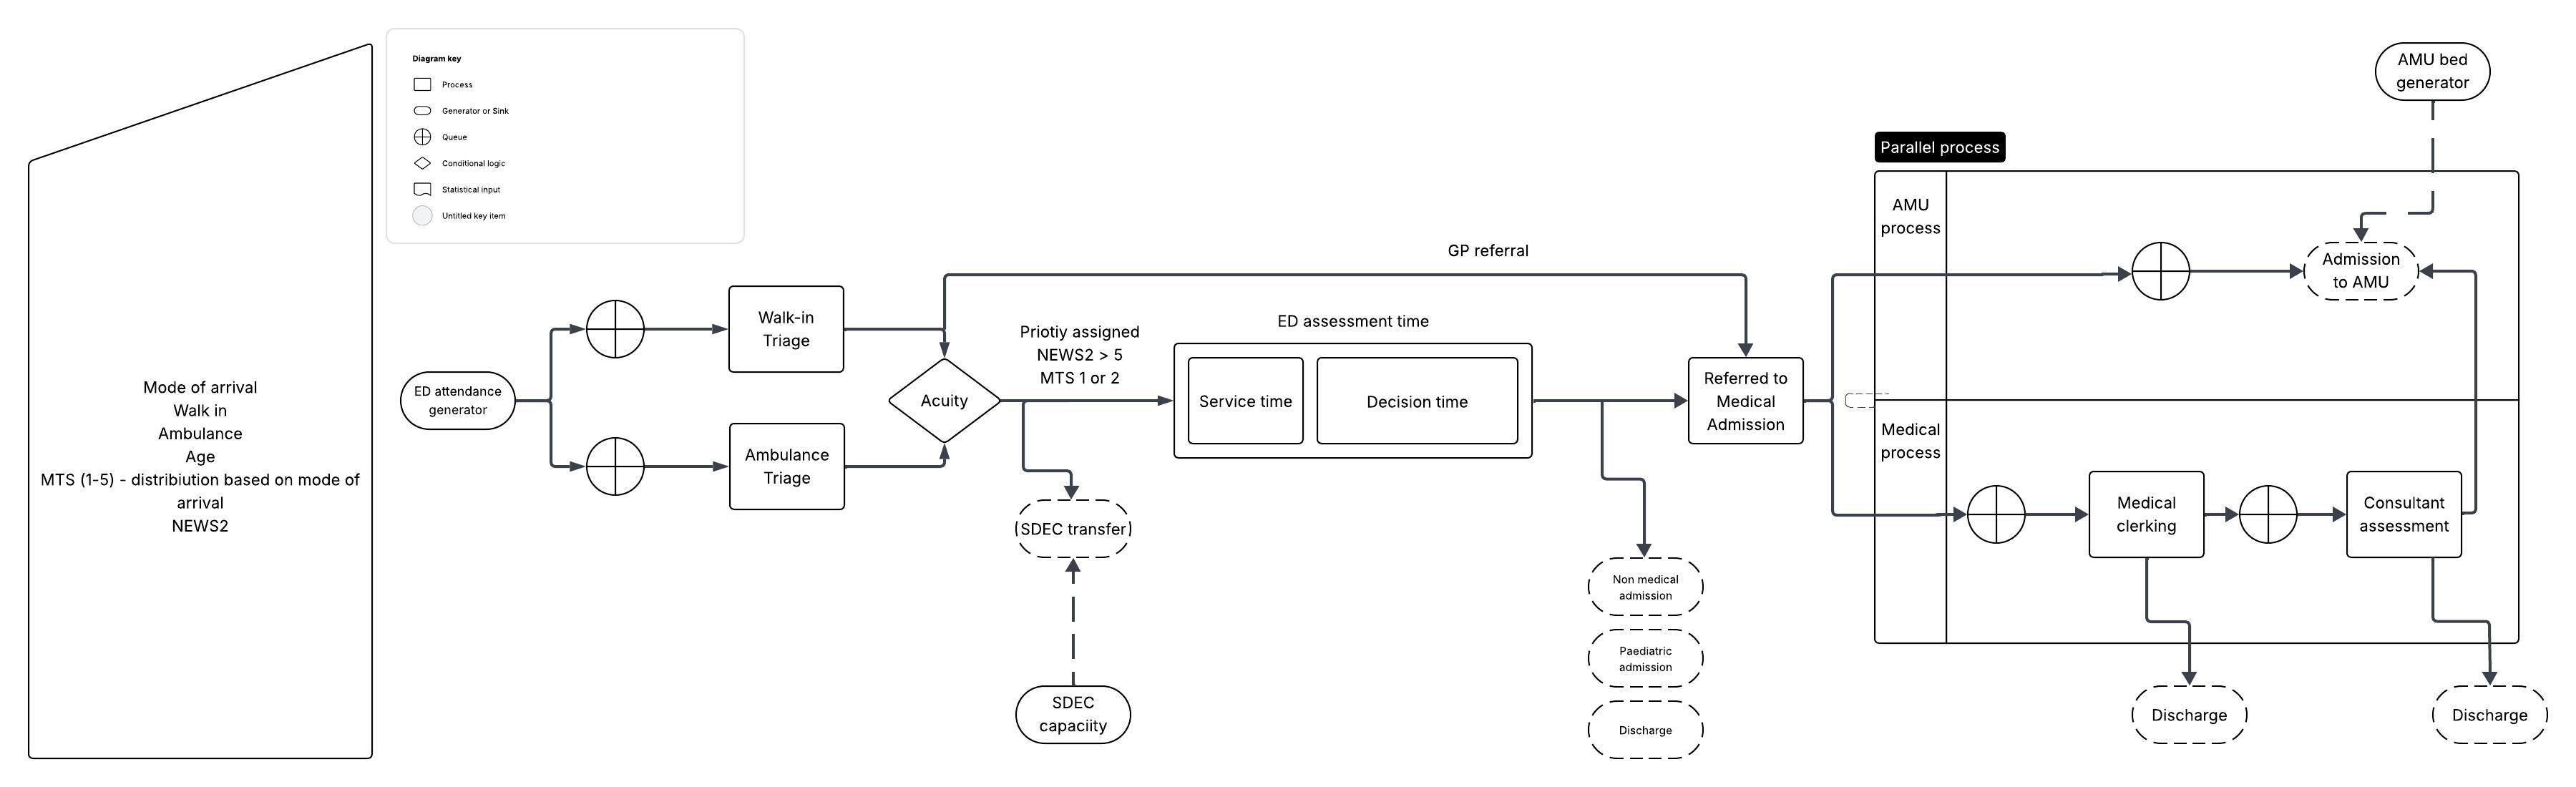 Mode of arrival
Walk in
Ambulance
Age
MTS (1-5) - distribiution based on mode of
arrival
NEWS2
Diagram key
Process
Generator or Sink
Queue
Conditional logic
Statistical input
Untitled key item
ED attendance
generator
Walk-in
Triage
Ambulance
Triage
Acuity
GP referral
Priotiy assigned
NEWS2 > 5
MTS 1 or 2
SDEC transfer
SDEC
capaciity
ED assessment time
Service time
Decision time
Non medical
admission
Paediatric
admission
Discharge
Referred to
Medical
Admission
Parallel process
AMU
process
Medical
process
AMU bed
generator
Admission
to AMU
Medical
clerking
Consultant
assessment
Discharge
Discharge